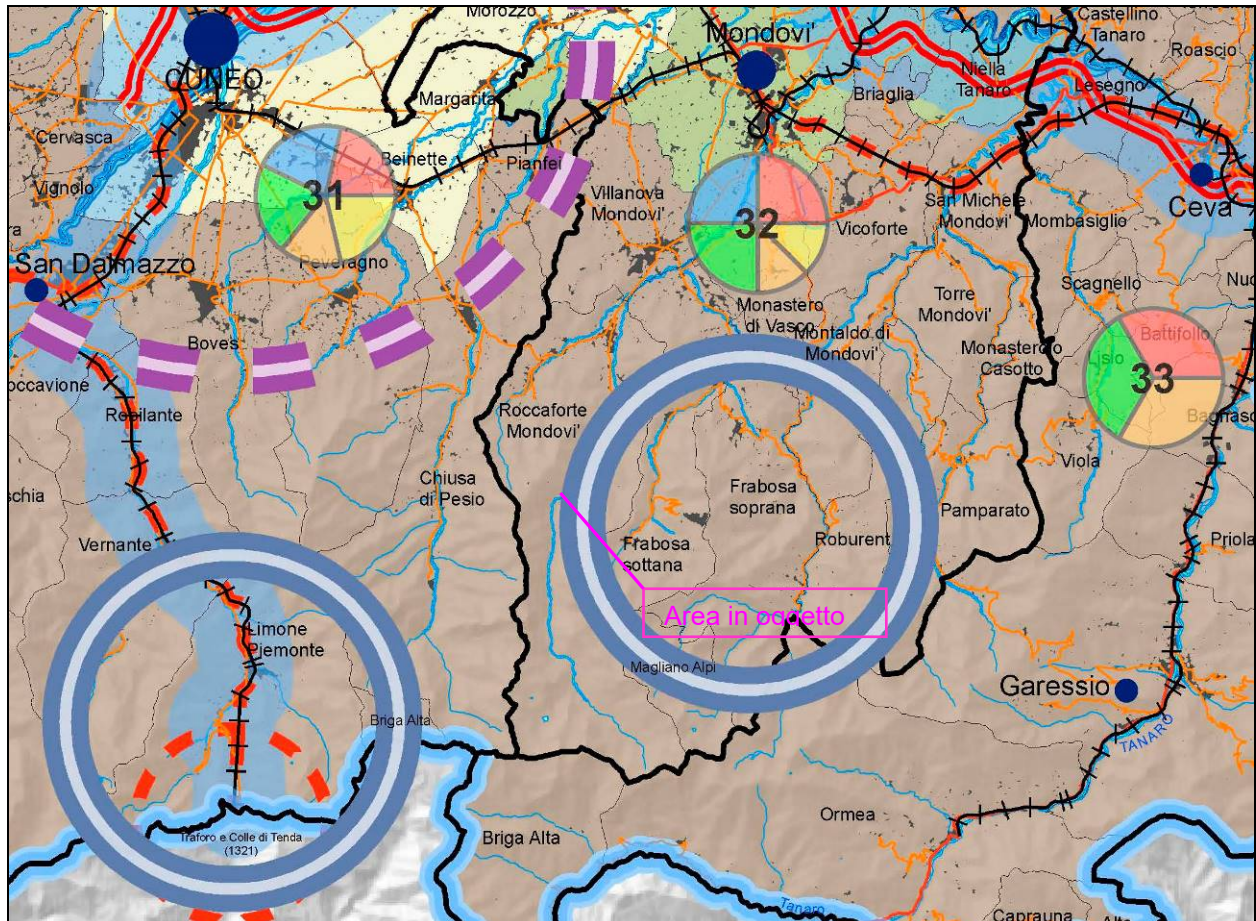 Morozzo
Mondovi'
Castellino
Tanaro
Roascio
CUNEO
Niella
Tanaro
Lesegno
Margarita
Briaglia
Cervasca
Beinette
Pianfei
Vignolo
31
Villanova
Mondovi'
32
San Michele
Mondovi'
Mombasiglio
Ceva
Vicoforte
Peveragno
San Dalmazzo
Scagnello
Torre
Mondovi'
Monastero
di Vasco
Montaldo di
Mondovi'
Battifollo
Boves
Monasterolo
Casotto
Lisio
33
Roccaforte
Mondovi'
Robilante
Viola
Chiusa
di Pesio
Frabosa
soprana
Pamparato
Vernante
Frabosa
sottana
Roburent
Priola
Area in oggetto
Limone
Piemonte
Magliano Alpi
Garessio
Briga Alta
TANARO
Ormea
Traforo e Colle di Tenda
(1321)
Briga Alta
Tanaro
Caprauna